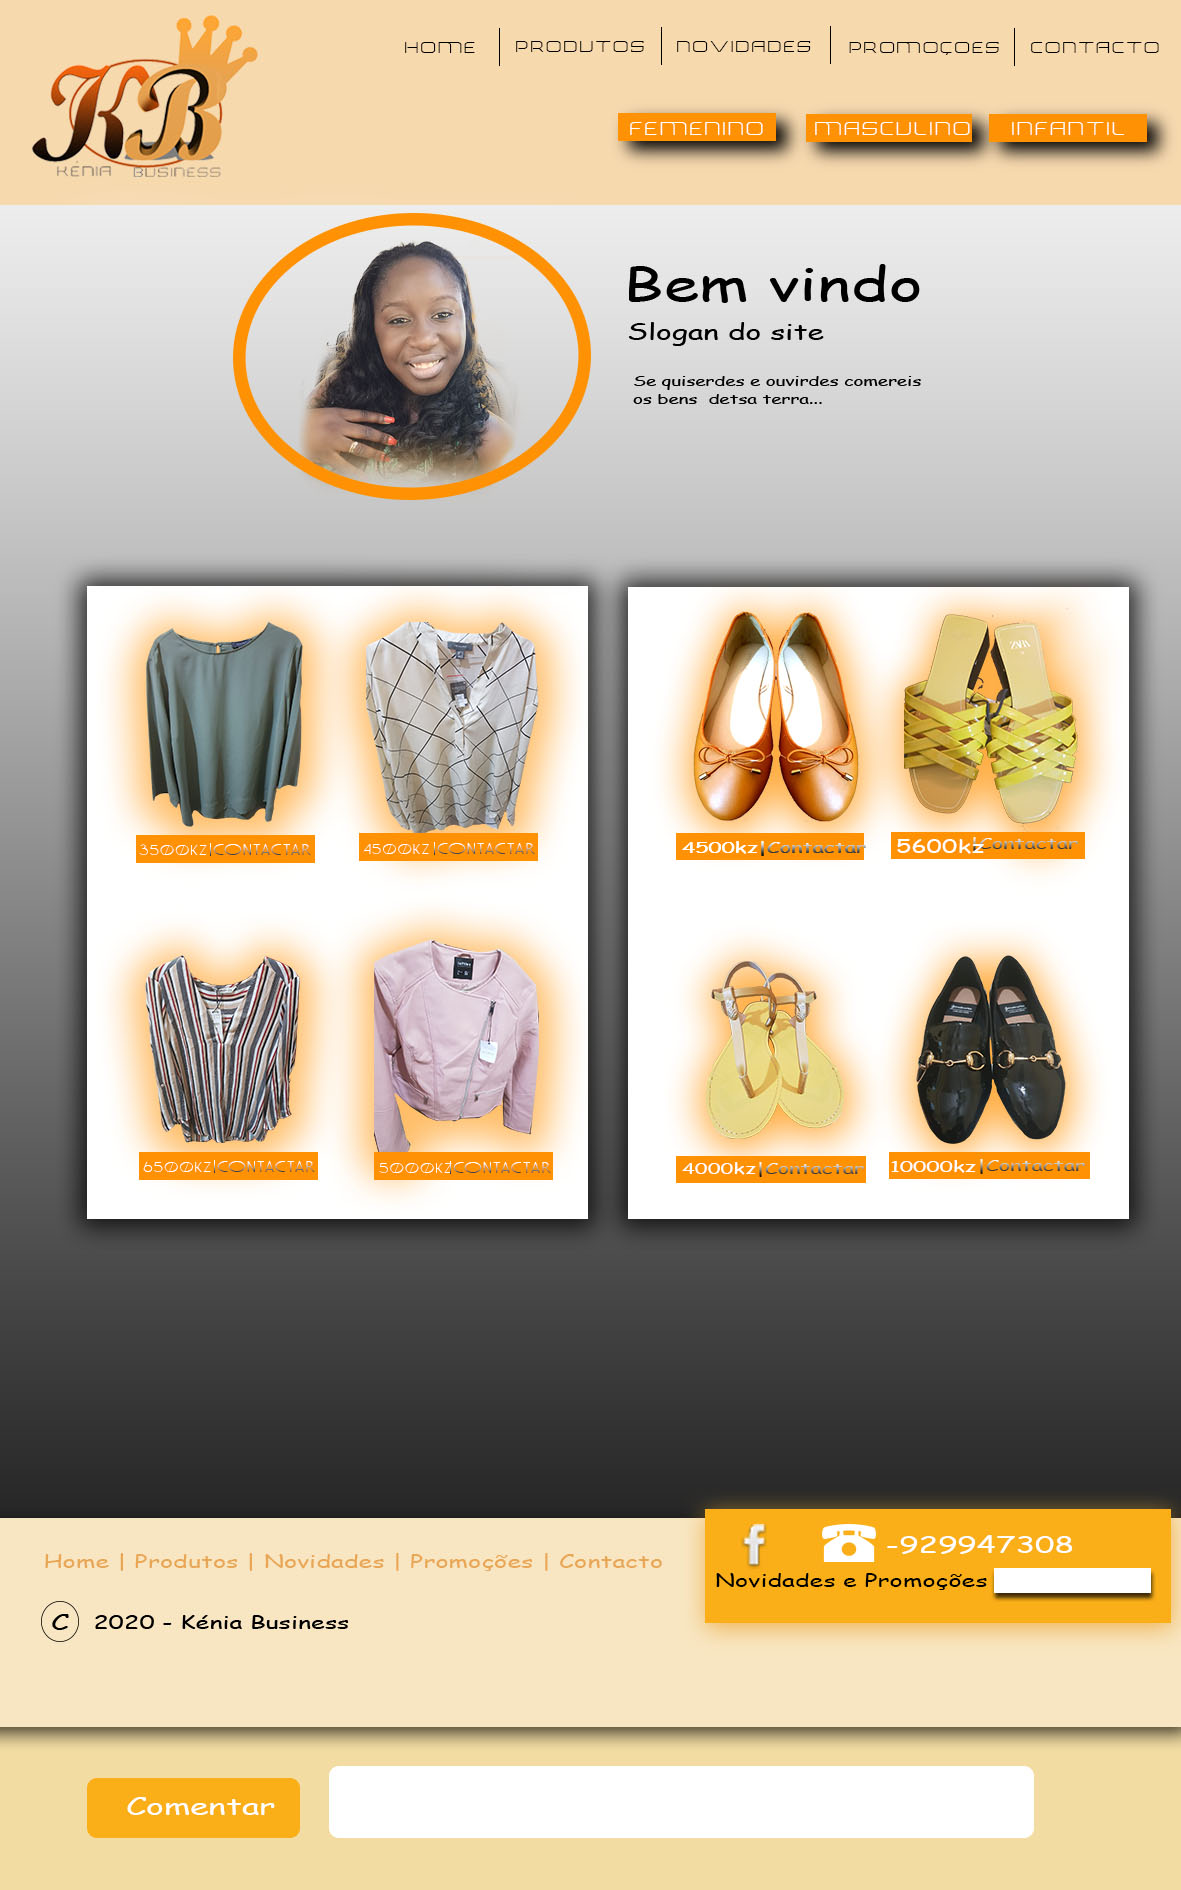 KB
KÉNIA BUSINESS
HOME PRODUTOS NOVIDADES PROMOÇOES CONTACTO
FEMENINO MASCULINO INFANTIL
Bem vindo
Slogan do site
Se quiserdes e ouvirdes comereis
os bens detsa terra...
ZARA
3500KZ|CONTACTAR 4500KZ|CONTACTAR
4500kz|Contactar 5600kz|Contactar
6500KZ|CONTACTAR 5000KZ|CONTACTAR
4000kz|Contactar 10000kz|Contactar
f -929947308
Home | Produtos | Novidades | Promoções | Contacto
Novidades e Promoções
C 2020 - Kénia Business
Comentar